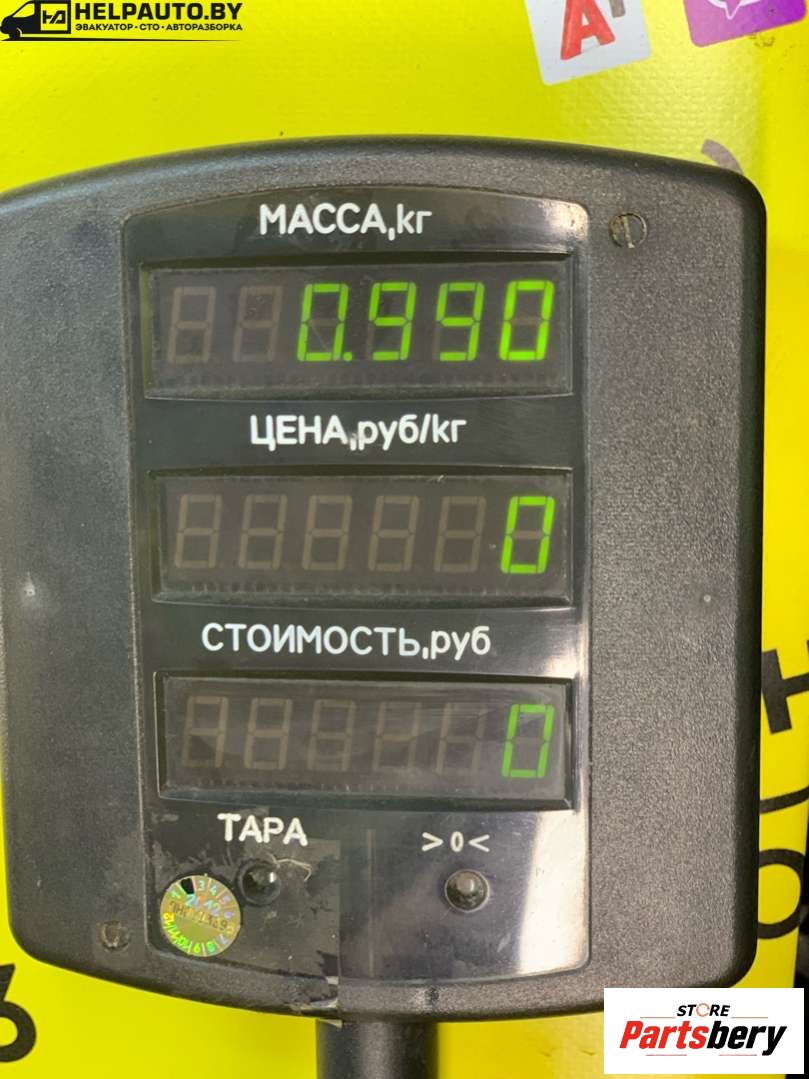 HELPAUTO.BY
ЭВАКУАТОР•СТО•АВТОРАЗБОРКА
МАССА,кг
0.990
ЦЕНА,руб/кг
0
СТОИМОСТЬ,руб
0
ТАРА >0<
STORE
Partsbery